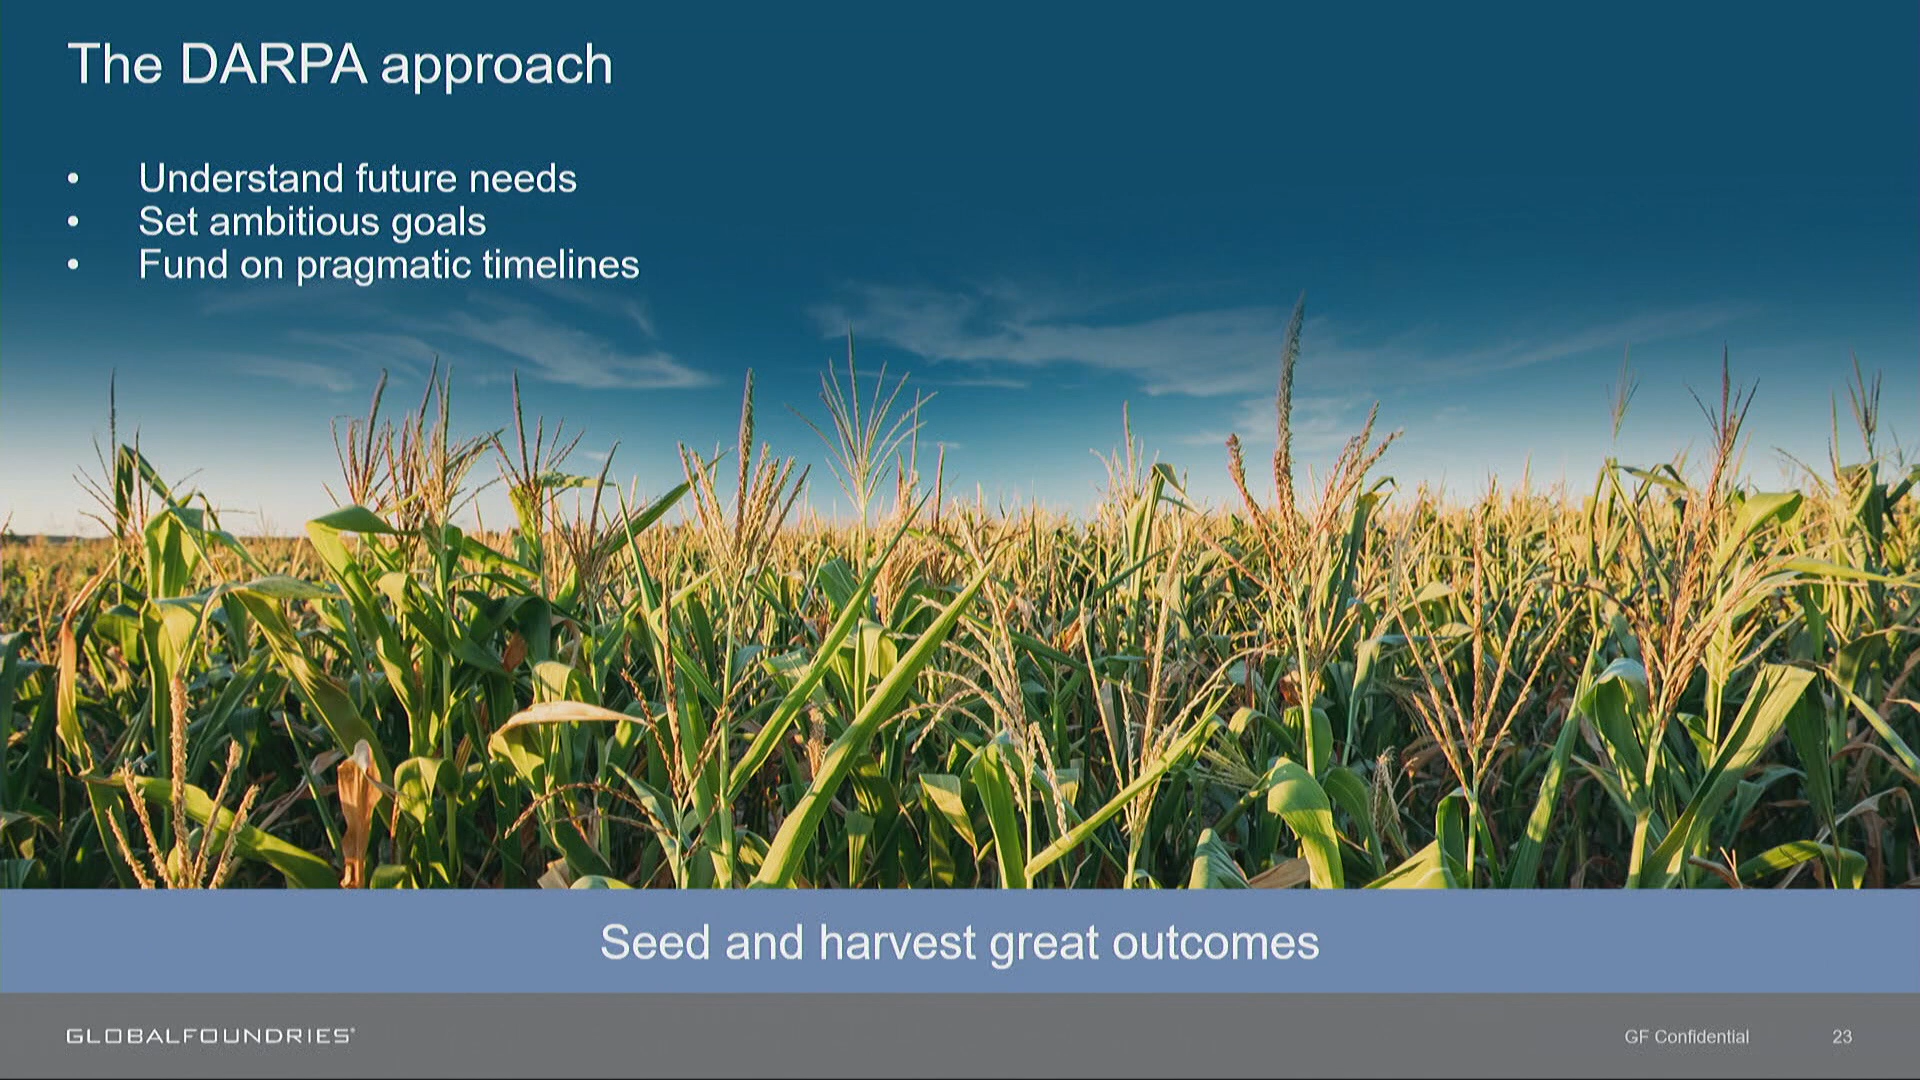 The DARPA approach
• Understand future needs
• Set ambitious goals
• Fund on pragmatic timelines
Seed and harvest great outcomes
GLOBALFOUNDRIES®
GF Confidential
23